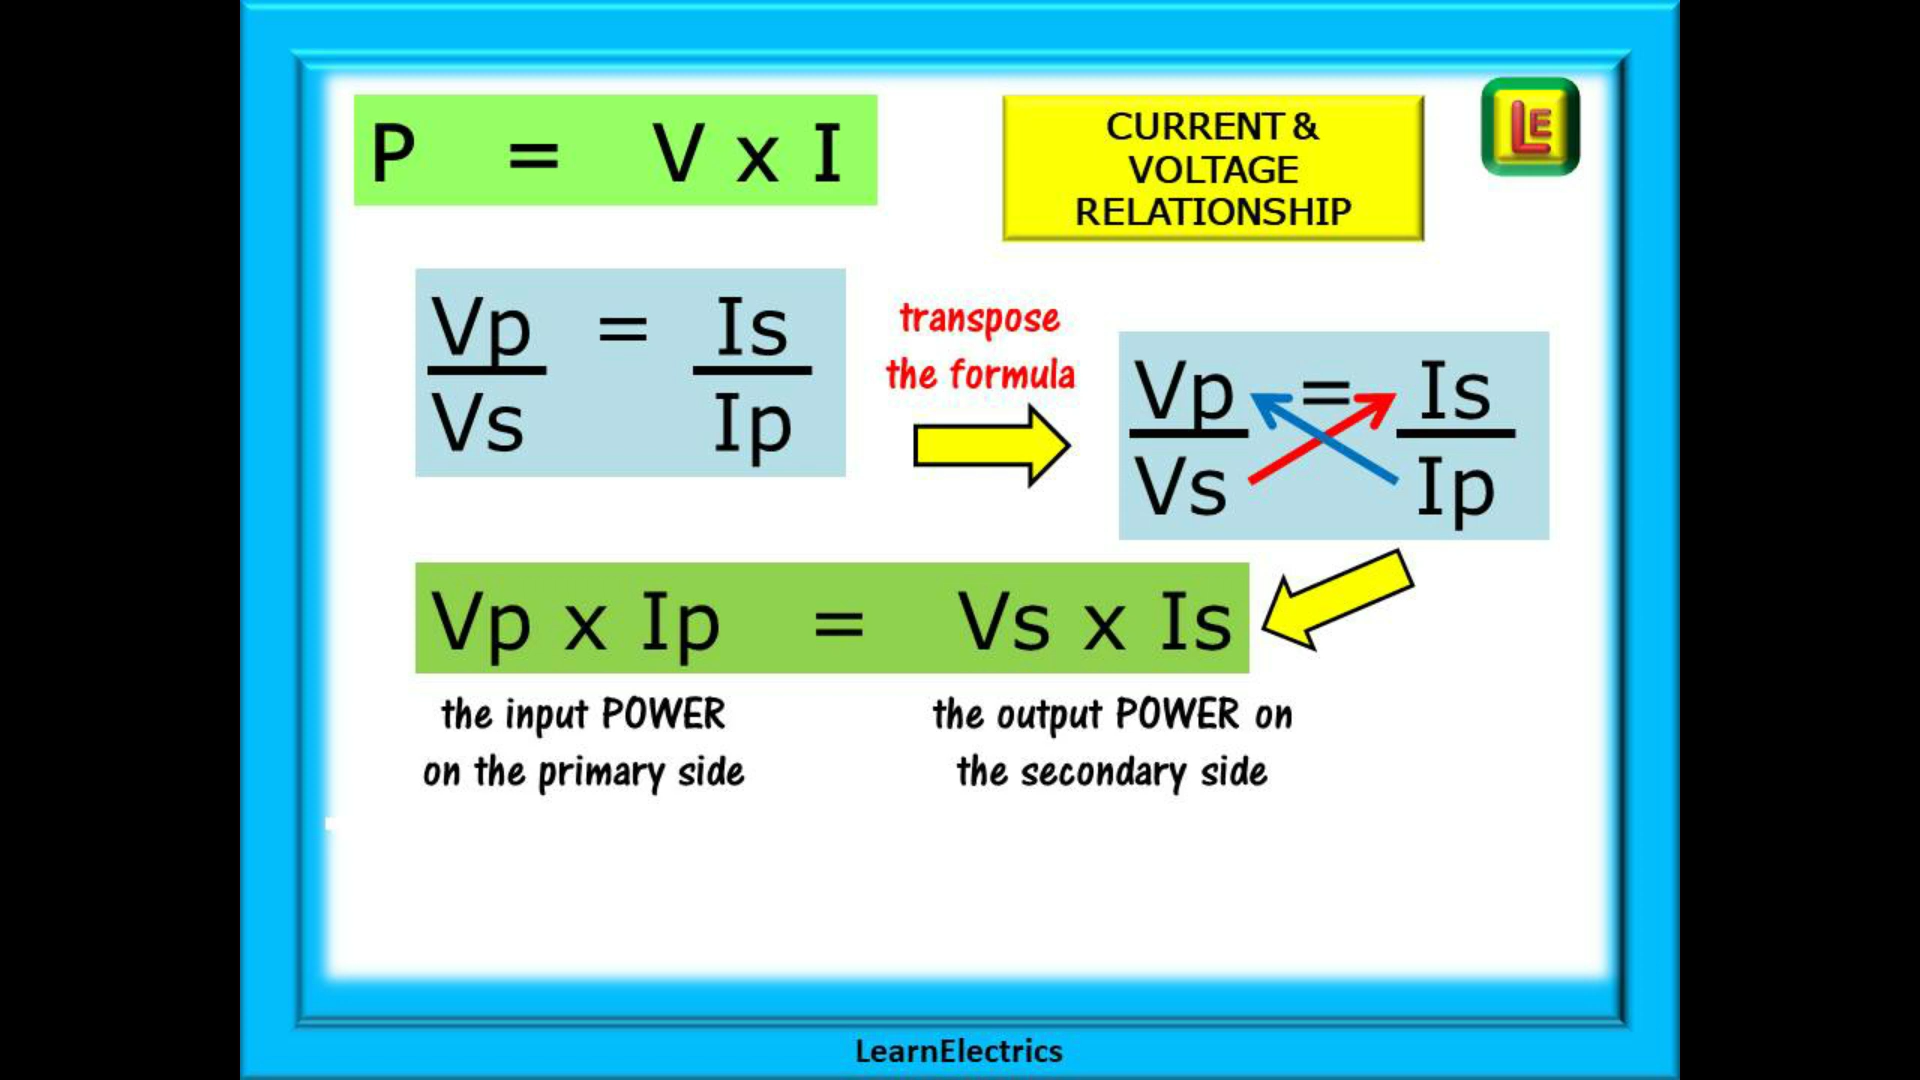 P = V x I
CURRENT &
VOLTAGE
RELATIONSHIP
LE
Vp = Is
Vs Ip
transpose
the formula
Vp = Is
Vs Ip
Vp x Ip = Vs x Is
the input POWER
on the primary side
the output POWER on
the secondary side
LearnElectrics